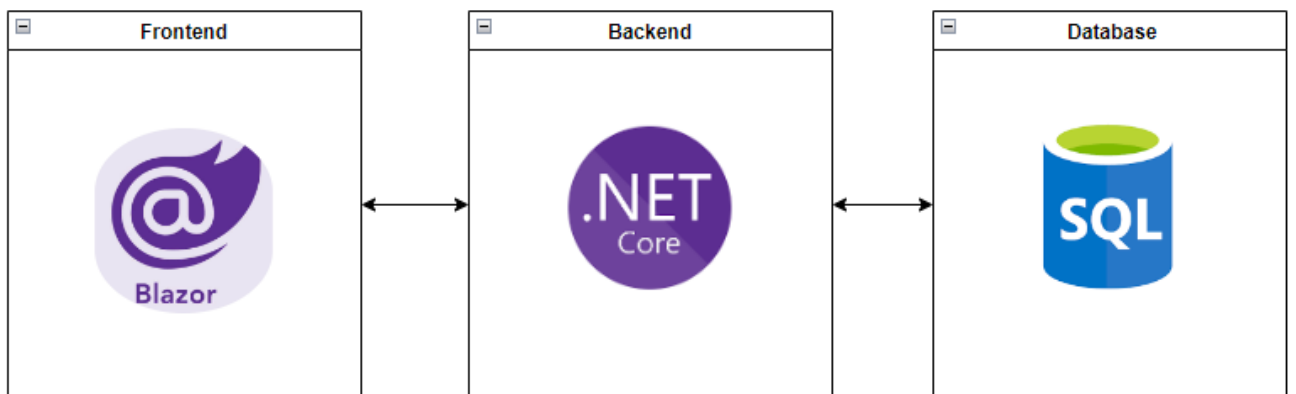 Frontend
Backend
Database
@
Blazor
.NET
Core
SQL